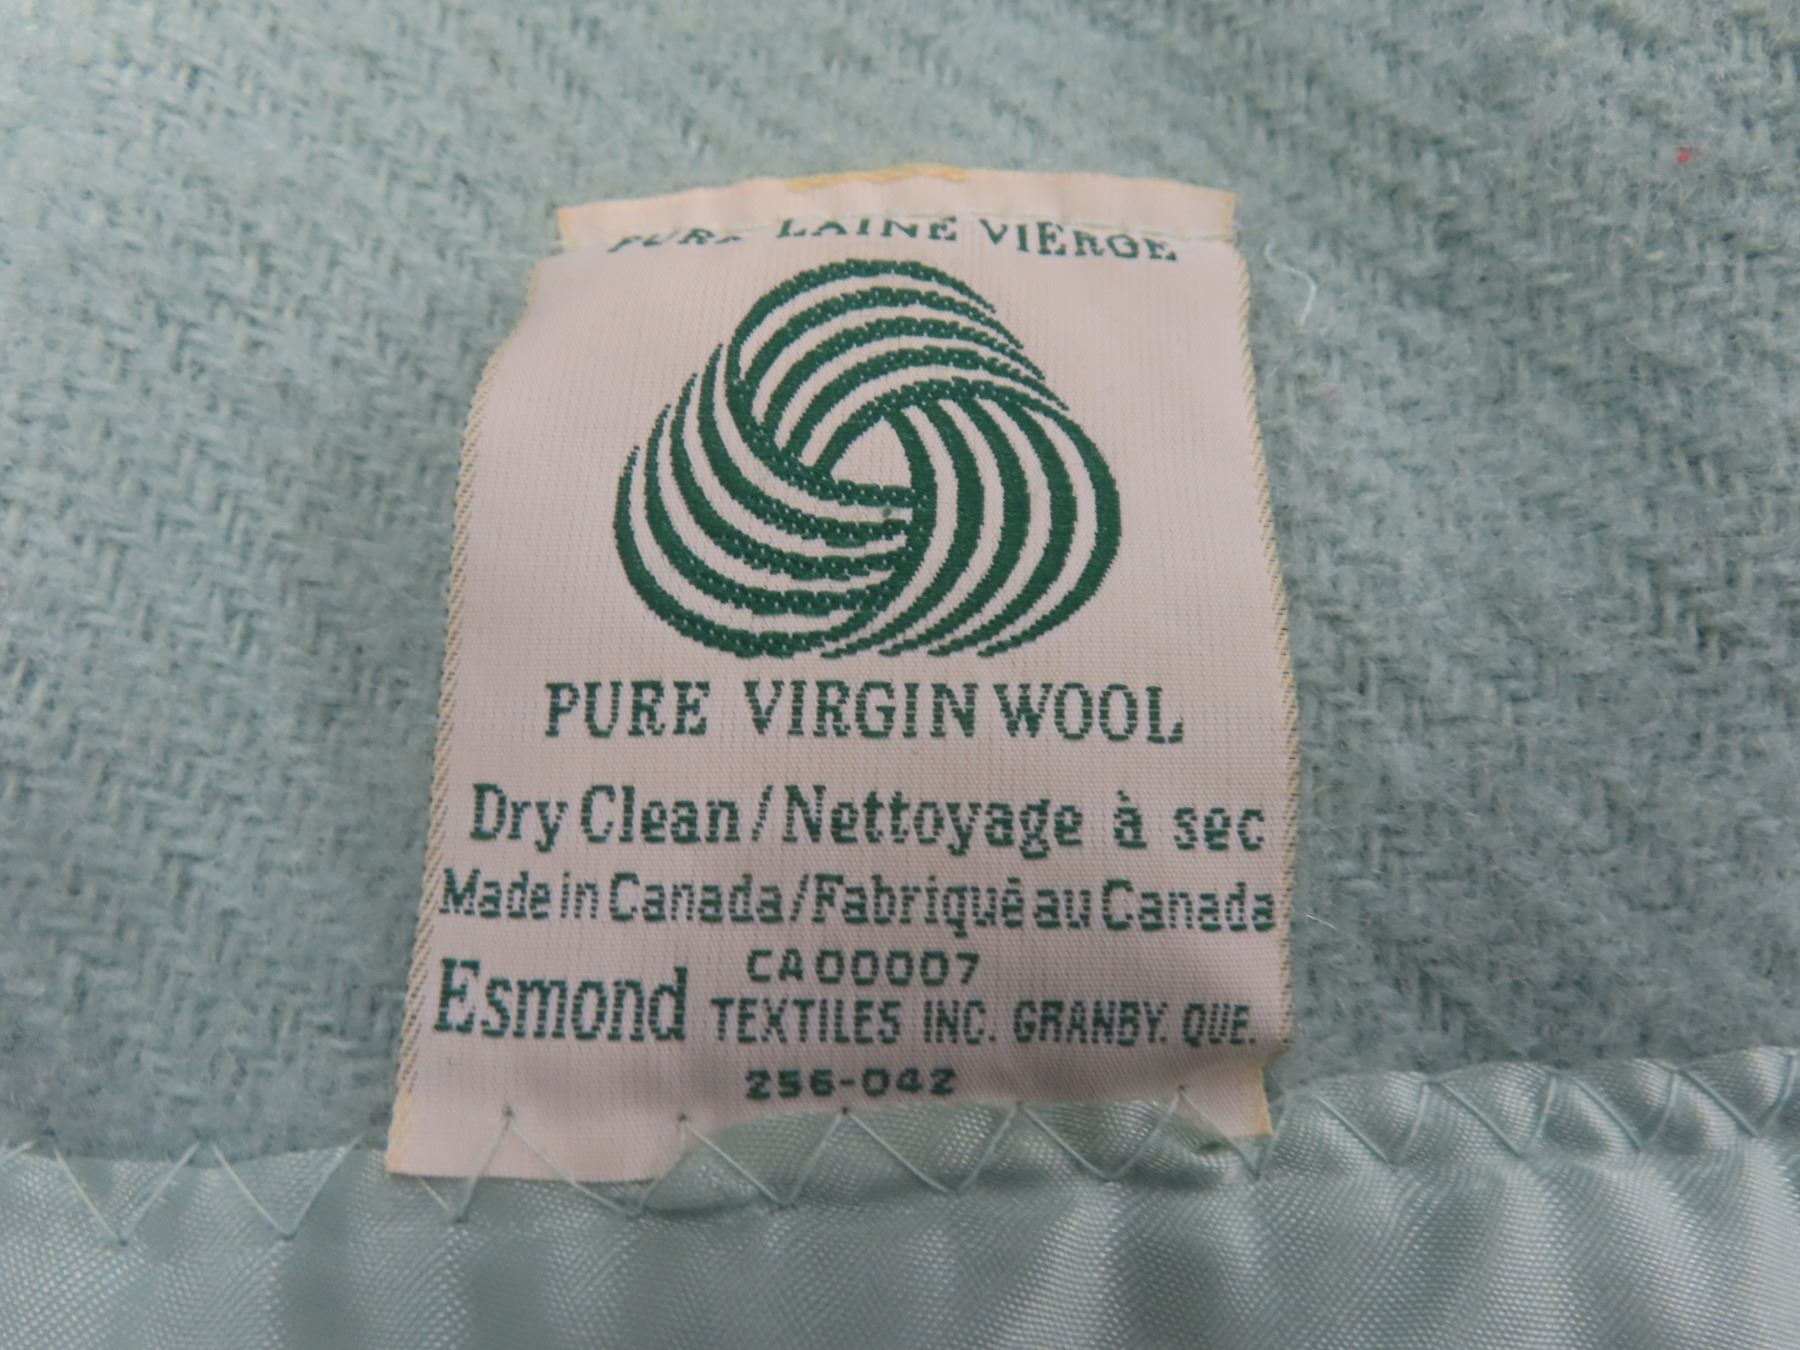 PURE LAINE VIERGE
PURE VIRGIN WOOL
Dry Clean/Nettoyage à sec
Made in Canada/Fabriqué au Canada
CA00007
Esmond TEXTILES INC. GRANBY. QUE.
256-042